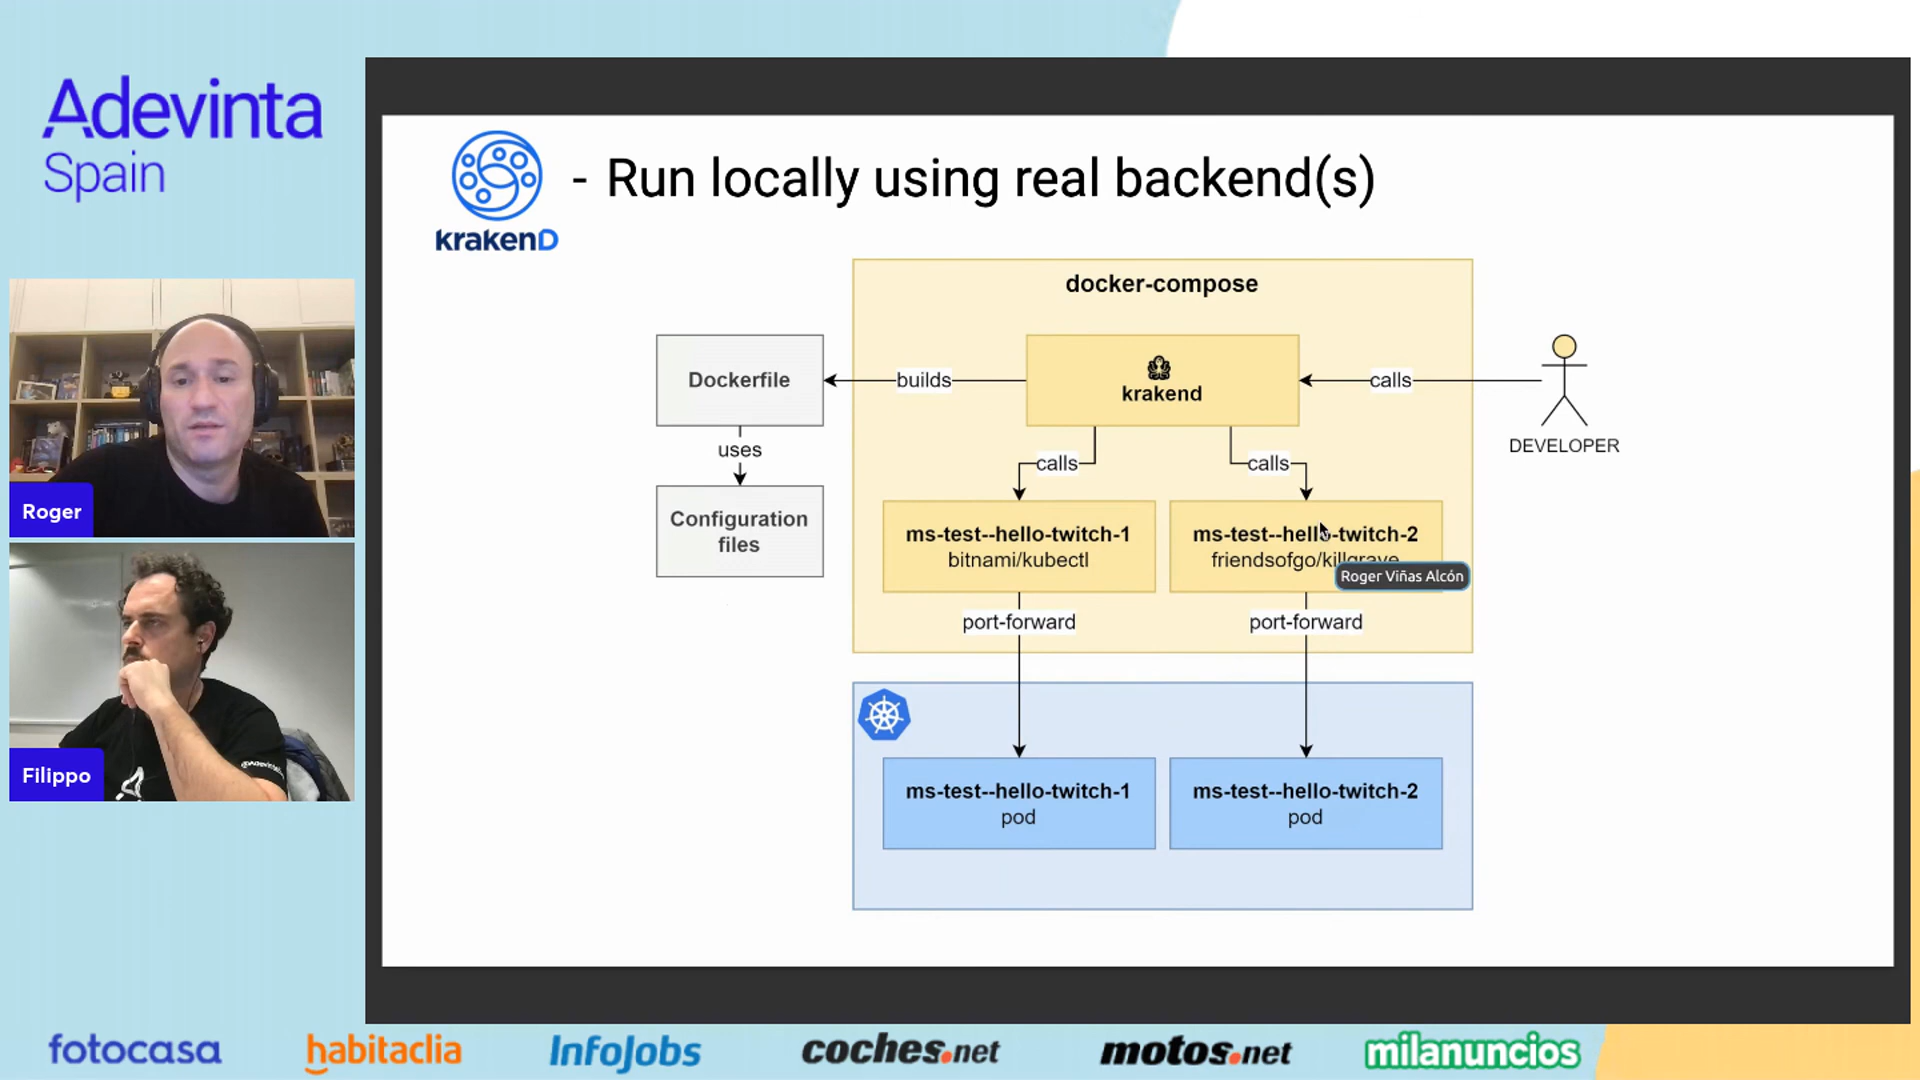 Adevinta
Spain
krakenD
- Run locally using real backend(s)
docker-compose
Dockerfile
builds
krakend
calls
DEVELOPER
uses
calls
calls
Configuration
files
ms-test--hello-twitch-1
bitnami/kubectl
ms-test--hello-twitch-2
friendsofgo/killgrave
Roger Viñas Alcón
port-forward
port-forward
ms-test--hello-twitch-1
pod
ms-test--hello-twitch-2
pod
Roger
Filippo
fotocasa
habitaclia
InfoJobs
coches.net
motos.net
milanuncios